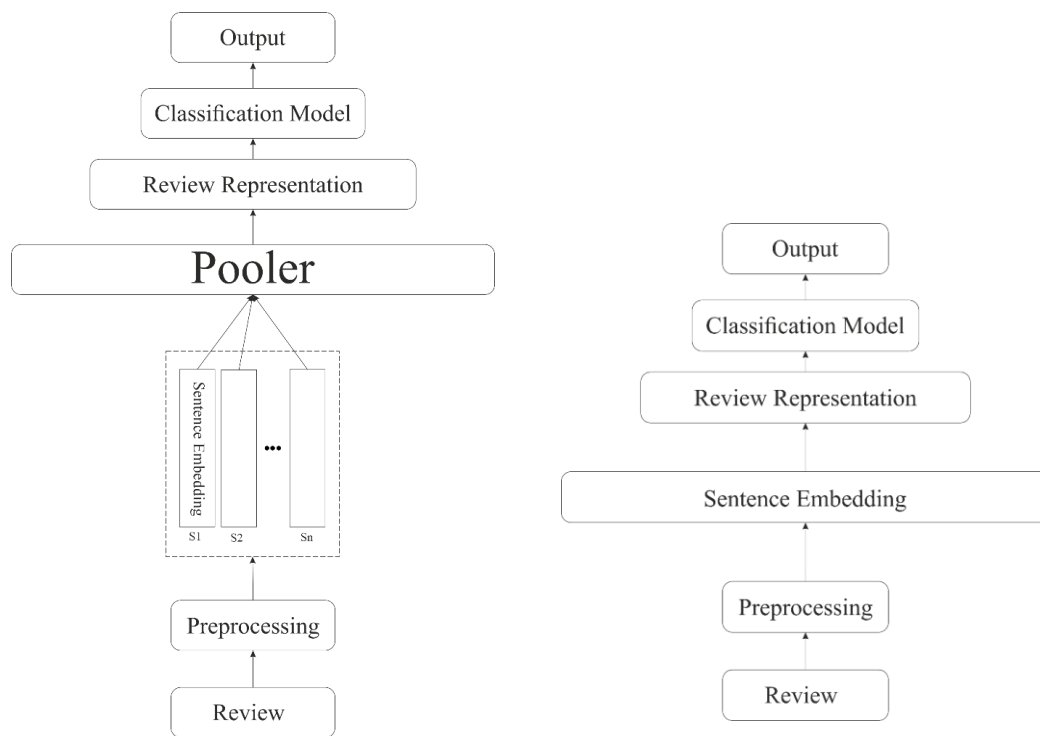 Output
Classification Model
Review Representation
Pooler
Sentence Embedding
S1
S2
Sn
Preprocessing
Review
Output
Classification Model
Review Representation
Sentence Embedding
Preprocessing
Review